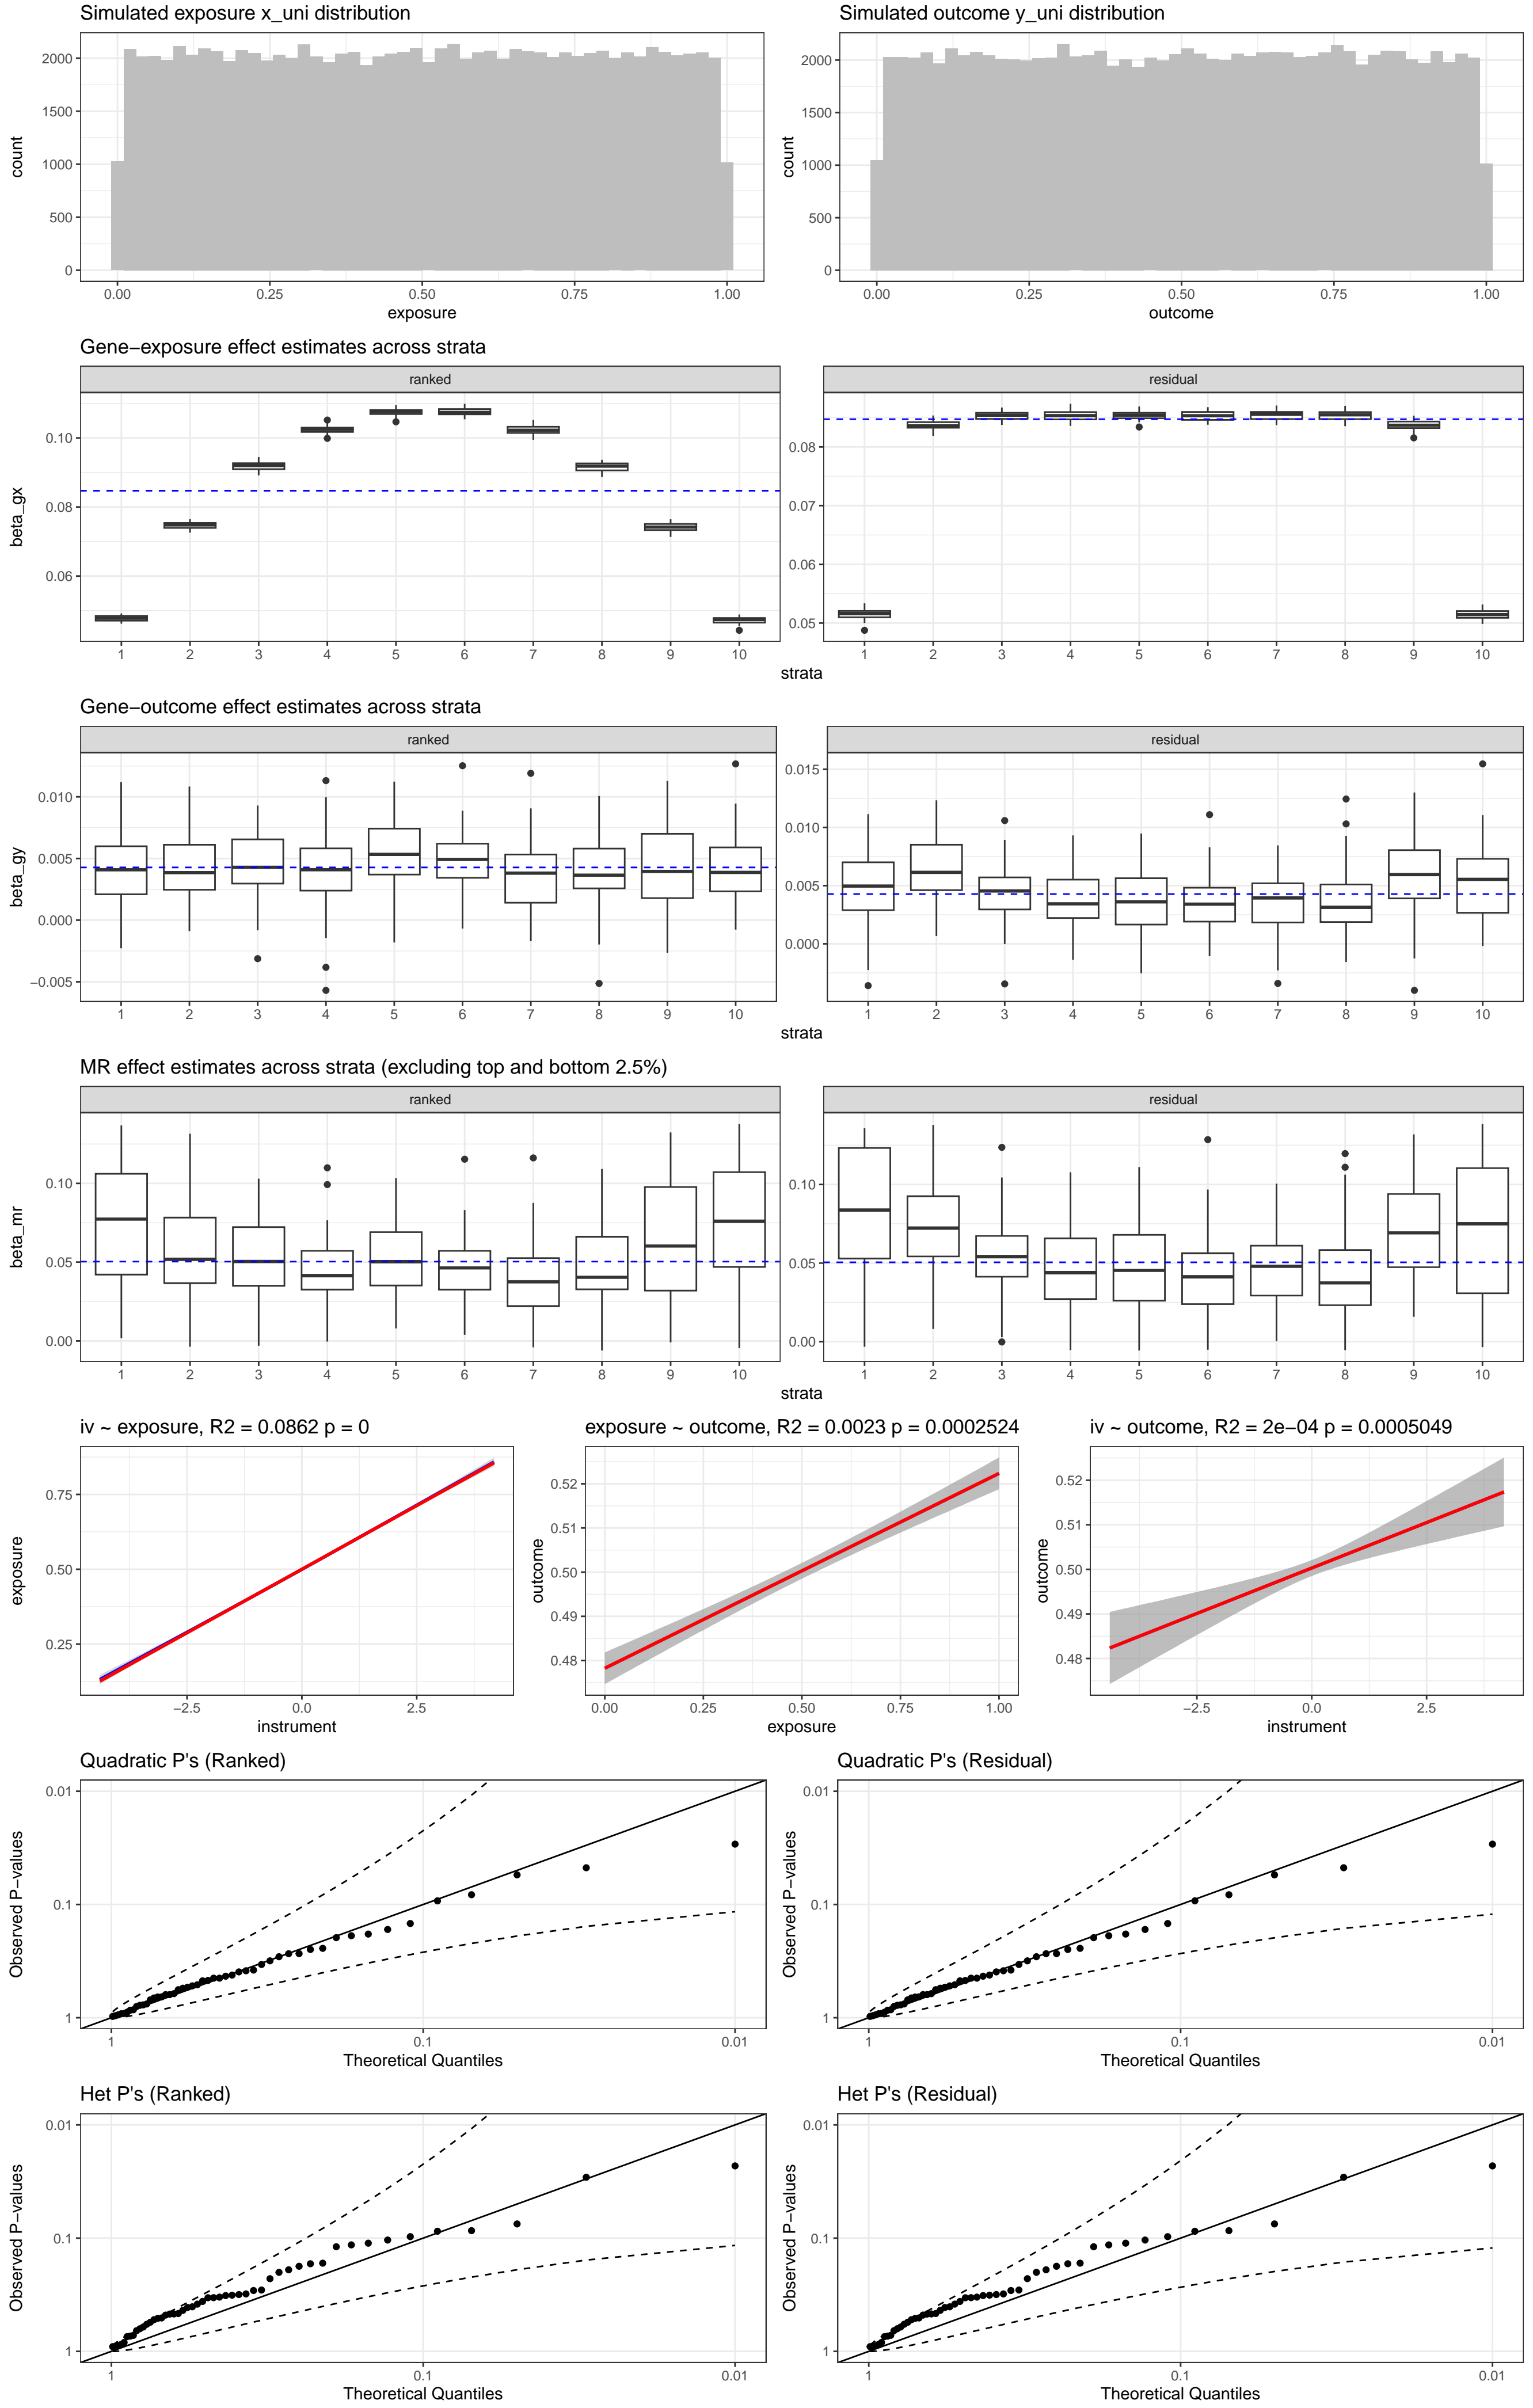 Simulated exposure x_uni distribution
count
2000
1500
1000
500
0
0.00 0.25 0.50 0.75 1.00
exposure
Simulated outcome y_uni distribution
count
2000
1500
1000
500
0
0.00 0.25 0.50 0.75 1.00
outcome
Gene−exposure effect estimates across strata
ranked
residual
beta_gx
0.10
0.08
0.06
1 2 3 4 5 6 7 8 9 10
0.08
0.07
0.06
0.05
1 2 3 4 5 6 7 8 9 10
strata
Gene−outcome effect estimates across strata
ranked
residual
beta_gy
0.010
0.005
0.000
−0.005
1 2 3 4 5 6 7 8 9 10
0.015
0.010
0.005
0.000
1 2 3 4 5 6 7 8 9 10
strata
MR effect estimates across strata (excluding top and bottom 2.5%)
ranked
residual
beta_mr
0.10
0.05
0.00
1 2 3 4 5 6 7 8 9 10
0.10
0.05
0.00
1 2 3 4 5 6 7 8 9 10
strata
iv ~ exposure, R2 = 0.0862 p = 0
exposure
0.75
0.50
0.25
−2.5 0.0 2.5
instrument
exposure ~ outcome, R2 = 0.0023 p = 0.0002524
outcome
0.52
0.51
0.50
0.49
0.48
0.00 0.25 0.50 0.75 1.00
exposure
iv ~ outcome, R2 = 2e−04 p = 0.0005049
outcome
0.52
0.51
0.50
0.49
0.48
−2.5 0.0 2.5
instrument
Quadratic P's (Ranked)
Observed P−values
0.01
0.1
1
1 0.1 0.01
Theoretical Quantiles
Quadratic P's (Residual)
Observed P−values
0.01
0.1
1
1 0.1 0.01
Theoretical Quantiles
Het P's (Ranked)
Observed P−values
0.01
0.1
1
1 0.1 0.01
Theoretical Quantiles
Het P's (Residual)
Observed P−values
0.01
0.1
1
1 0.1 0.01
Theoretical Quantiles